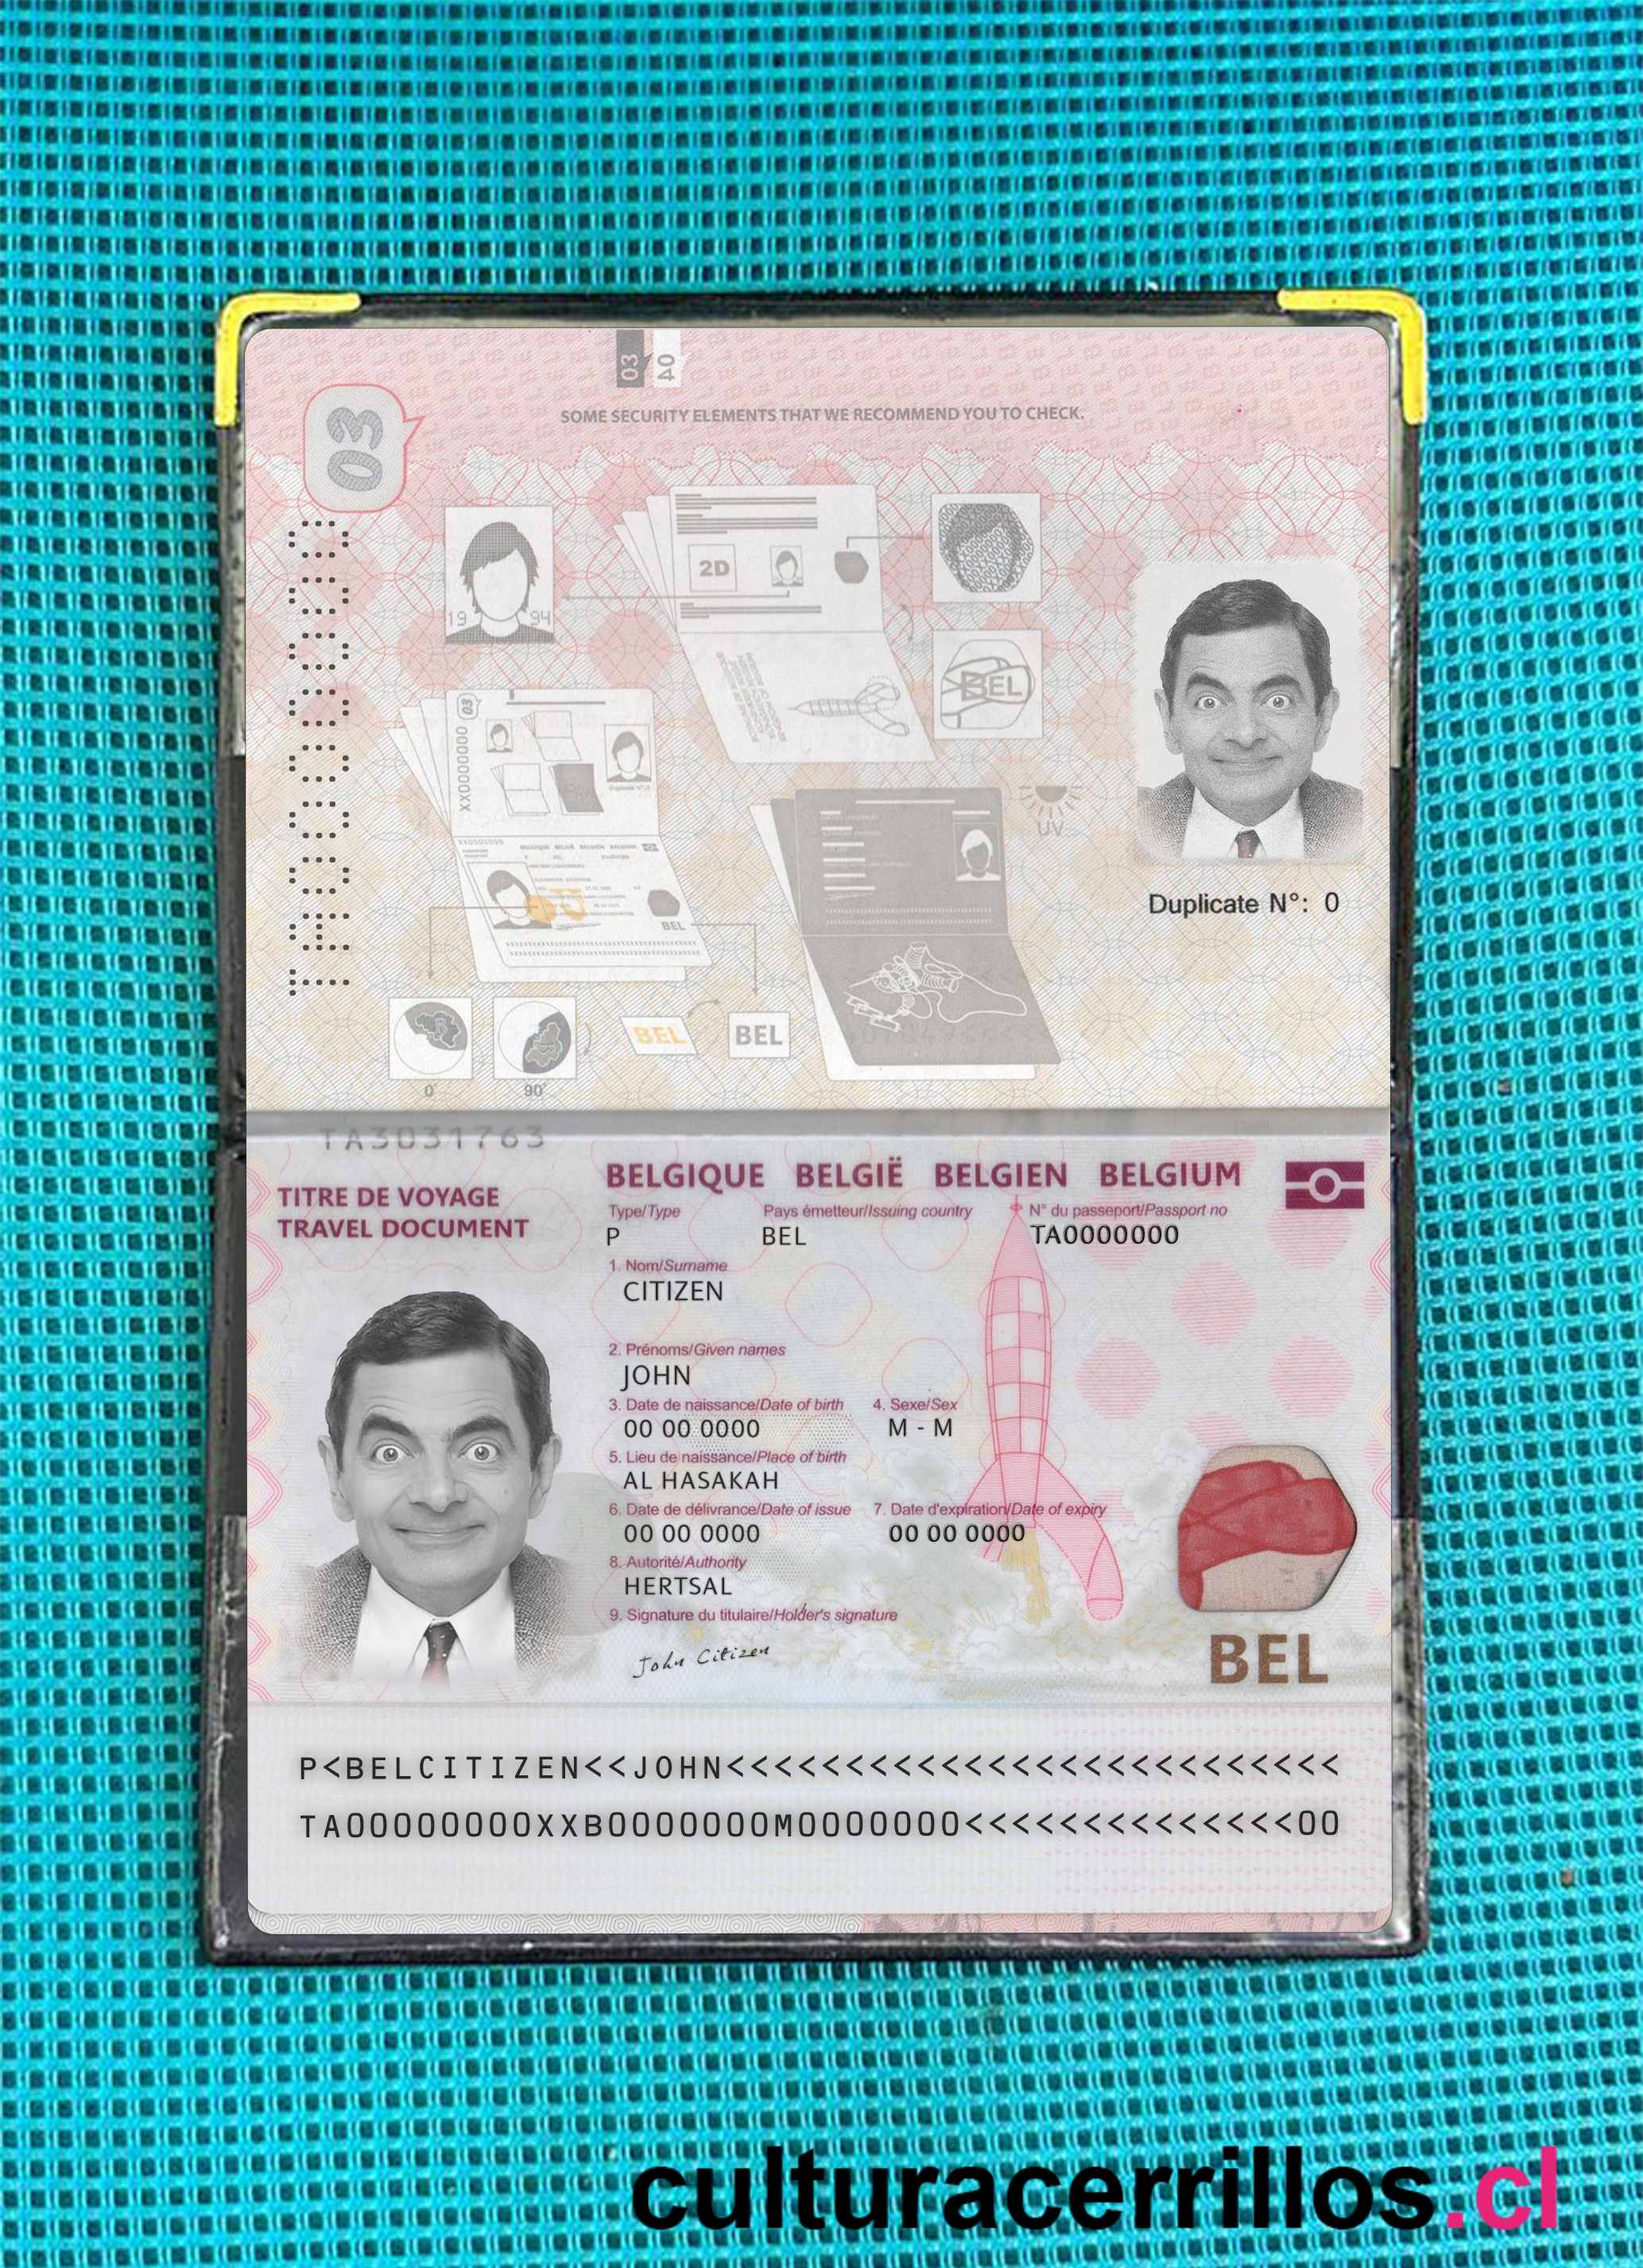 03
04
SOME SECURITY ELEMENTS THAT WE RECOMMEND YOU TO CHECK.
03
TA0000000
19 94
2D
BEL
03
XX0000000
UV
BEL
Duplicate N°: 0
BEL
BEL
0°
90°
TA3031763
TITRE DE VOYAGE
TRAVEL DOCUMENT
BELGIQUE BELGIË BELGIEN BELGIUM
Type/Type Pays émetteur/Issuing country N° du passeport/Passport no
P BEL TA0000000
1. Nom/Surname
CITIZEN
2. Prénoms/Given names
JOHN
3. Date de naissance/Date of birth 4. Sexe/Sex
00 00 0000 M - M
5. Lieu de naissance/Place of birth
AL HASAKAH
6. Date de délivrance/Date of issue 7. Date d'expiration/Date of expiry
00 00 0000 00 00 0000
8. Autorité/Authority
HERTSAL
9. Signature du titulaire/Holder's signature
John Citizen
BEL
P<BELCITIZEN<<JOHN<<<<<<<<<<<<<<<<<<<<<<<<<<
TA00000000XXB0000000M0000000<<<<<<<<<<<<<<00
culturacerrillos.cl